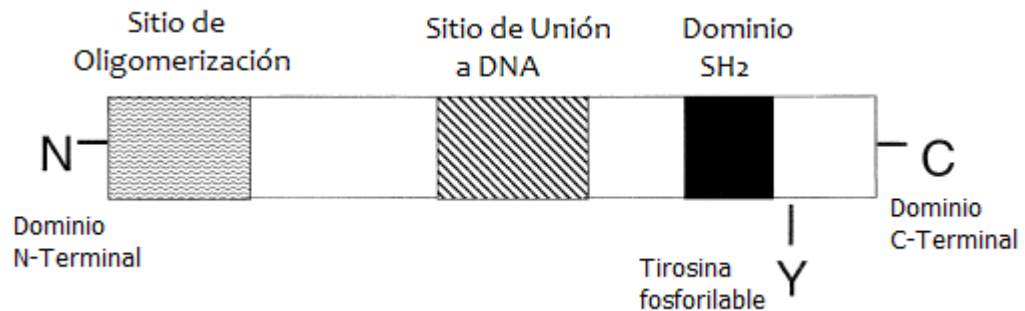 Sitio de
Oligomerización
Sitio de Unión
a DNA
Dominio
SH2
N
C
Dominio
N-Terminal
Dominio
C-Terminal
Tirosina
fosforilable
Y